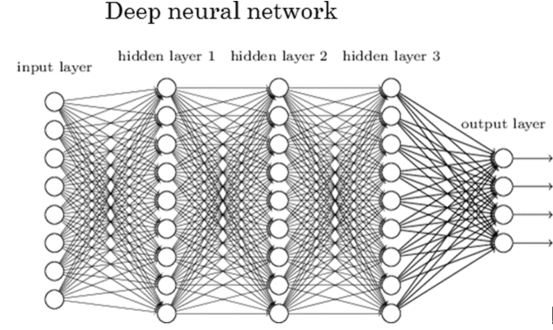 Deep neural network
input layer
hidden layer 1
hidden layer 2
hidden layer 3
output layer